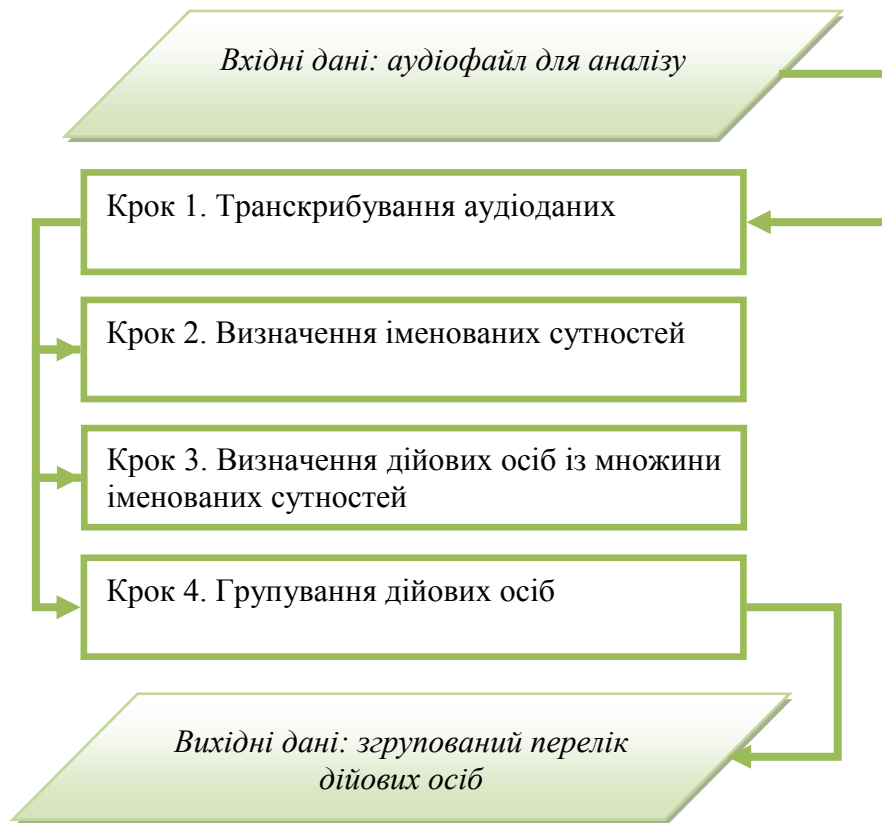 Вхідні дані: аудіофайл для аналізу
Крок 1. Транскрибування аудіоданих
Крок 2. Визначення іменованих сутностей
Крок 3. Визначення дійових осіб із множини
іменованих сутностей
Крок 4. Групування дійових осіб
Вихідні дані: згрупований перелік
дійових осіб